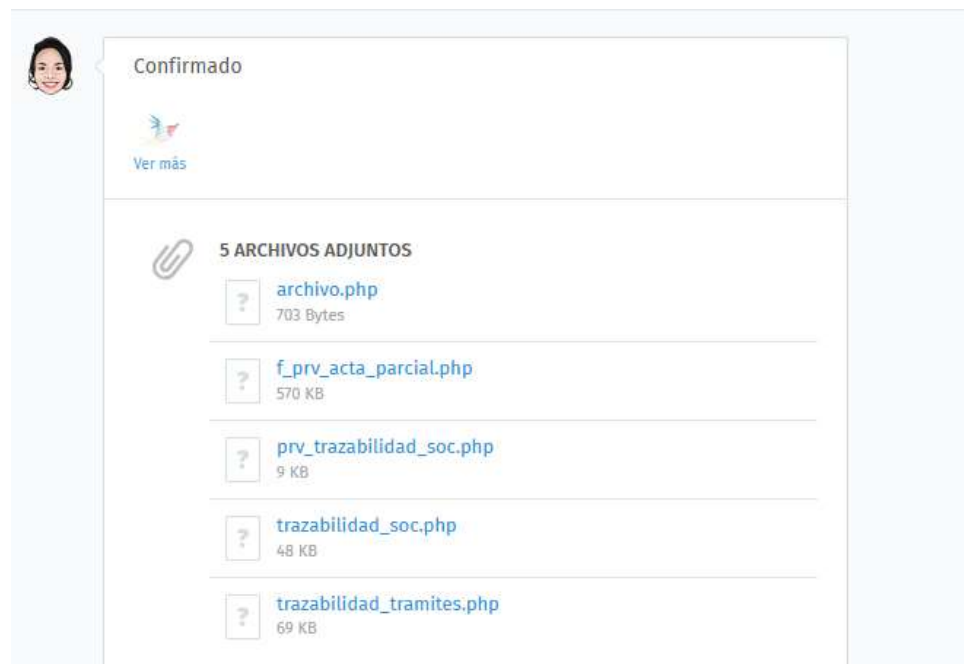 Confirmado
Ver más
5 ARCHIVOS ADJUNTOS
?
archivo.php
703 Bytes
?
f_prv_acta_parcial.php
570 KB
?
prv_trazabilidad_soc.php
9 KB
?
trazabilidad_soc.php
48 KB
?
trazabilidad_tramites.php
69 KB